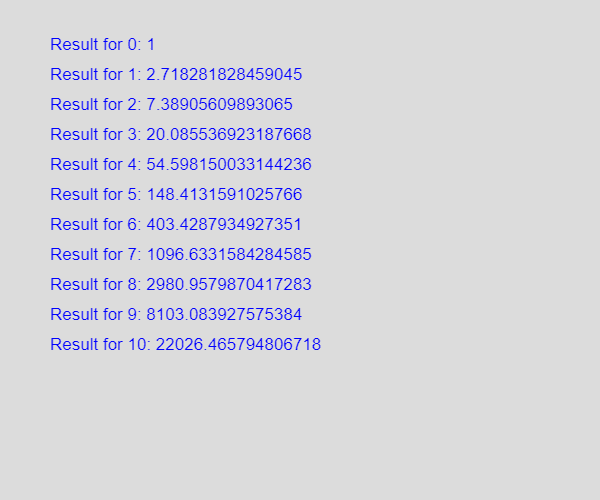 Result for 0: 1
Result for 1: 2.718281828459045
Result for 2: 7.38905609893065
Result for 3: 20.085536923187668
Result for 4: 54.598150033144236
Result for 5: 148.4131591025766
Result for 6: 403.4287934927351
Result for 7: 1096.6331584284585
Result for 8: 2980.9579870417283
Result for 9: 8103.083927575384
Result for 10: 22026.465794806718